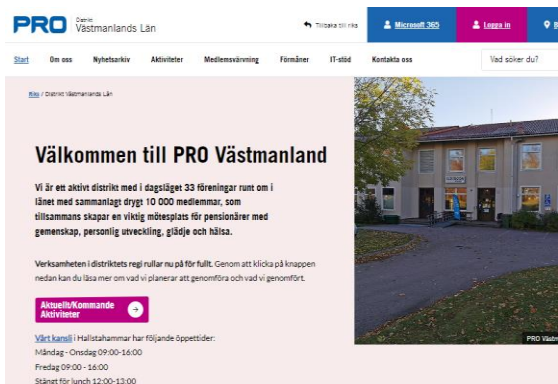 PRO Distrikt
Västmanlands Län
Tillbaka till riks
Microsoft 365
Logga in
Start Om oss Nyhetsarkiv Aktiviteter Medlemsvärvning Förmåner IT-stöd Kontakta oss Vad söker du?
Riks / Distrikt Västmanlands Län
Välkommen till PRO Västmanland
Vi är ett aktivt distrikt med i dagsläget 33 föreningar runt om i
länet med sammanlagt drygt 10 000 medlemmar, som
tillsammans skapar en viktig mötesplats för pensionärer med
gemenskap, personlig utveckling, glädje och hälsa.
Verksamheten i distriktets regi rullar nu på för fullt. Genom att klicka på knappen
nedan kan du läsa mer om vad vi planerar att genomföra och vad vi genomfört.
Aktuellt/Kommande
Aktiviteter
Vårt kansli i Hallstahammar har följande öppettider:
Måndag - Onsdag 09:00-16:00
Fredag 09:00 - 16:00
Stängt för lunch 12:00-13:00
PRO